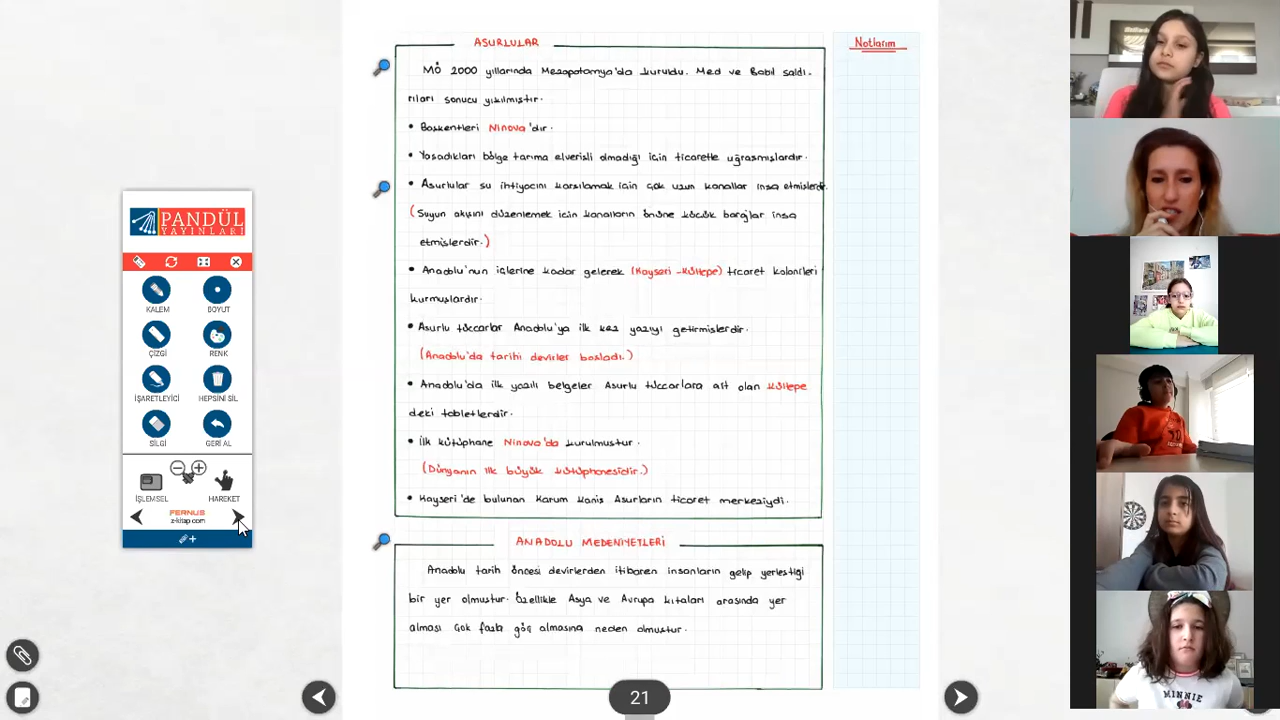 ASURLULAR
Notlarım
MÖ 2000 yıllarında Mezopotamya'da kuruldu. Med ve Babil saldı-
rıları sonucu yıkılmıştır.
• Başkentleri Ninova'dır.
• Yaşadıkları bölge tarıma elverişli olmadığı için ticaretle uğraşmışlardır.
• Asurlular su ihtiyacını karşılamak için çok uzun kanallar inşa etmişlerdir.
(Suyun akışını düzenlemek için kanalların önüne küçük barajlar inşa
etmişlerdir.)
• Anadolu'nun içlerine kadar gelerek (Kayseri-Kültepe) ticaret kolonileri
kurmuşlardır.
• Asurlu tüccarlar Anadolu'ya ilk kez yazıyı getirmişlerdir.
(Anadolu'da tarihi devirler başladı.)
• Anadolu'da ilk yazılı belgeler Asurlu tüccarlara ait olan Kültepe
deki tabletlerdir.
• İlk kütüphane Ninova'da kurulmuştur.
(Dünyanın ilk büyük kütüphanesidir.)
• Kayseri'de bulunan Karum Kaniş Asurların ticaret merkeziydi.
ANADOLU MEDENİYETLERİ
Anadolu tarih öncesi devirlerden itibaren insanların gelip yerleştiği
bir yer olmuştur. Özellikle Asya ve Avrupa kıtaları arasında yer
alması çok fazla göç almasına neden olmuştur.
21
PANDÜL
YAYINLARI
KALEM BOYUT
ÇİZGİ RENK
İŞARETLEYİCİ HEPSİNİ SİL
SİLGİ GERİ AL
İŞLEMSEL HAREKET
FERNUS
z-kitap.com
MINNIE